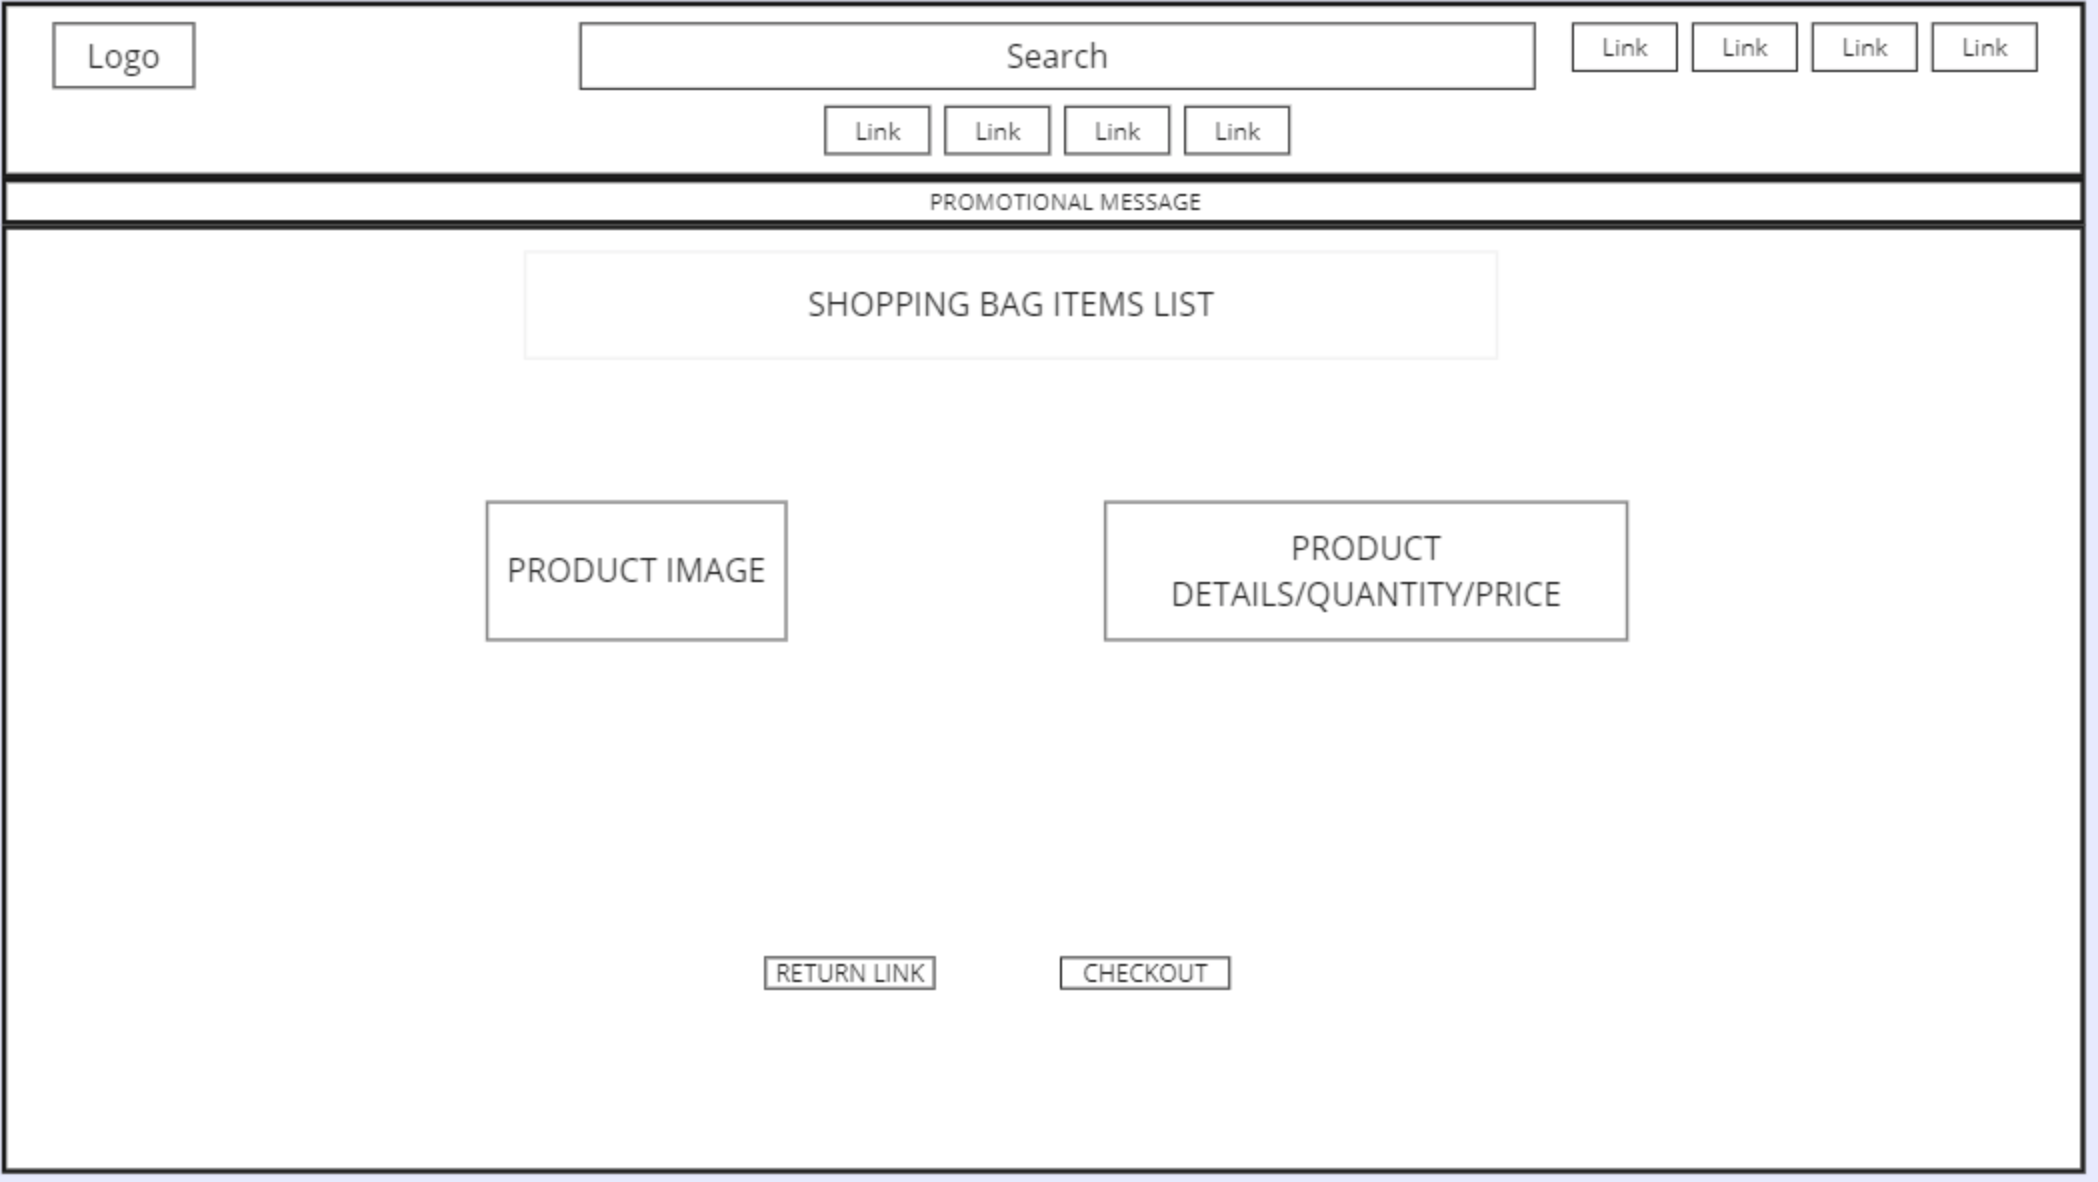 Logo
Search
Link
Link
Link
Link
Link
Link
Link
Link
PROMOTIONAL MESSAGE
SHOPPING BAG ITEMS LIST
PRODUCT IMAGE
PRODUCT
DETAILS/QUANTITY/PRICE
RETURN LINK
CHECKOUT